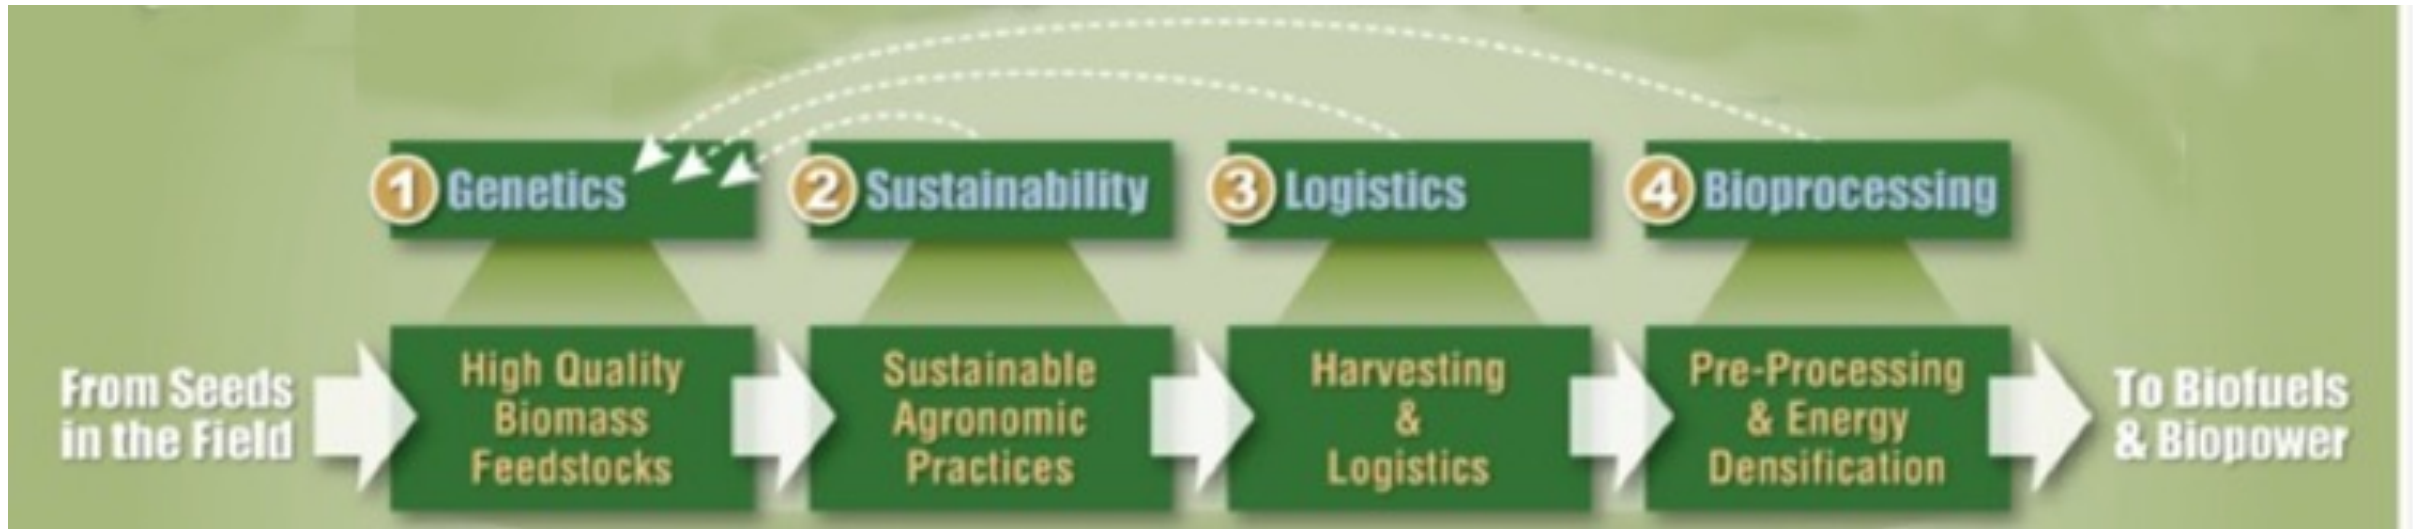 1 Genetics
2 Sustainability
3 Logistics
4 Bioprocessing
From Seeds
in the Field
High Quality
Biomass
Feedstocks
Sustainable
Agronomic
Practices
Harvesting
&
Logistics
Pre-Processing
& Energy
Densification
To Biofuels
& Biopower